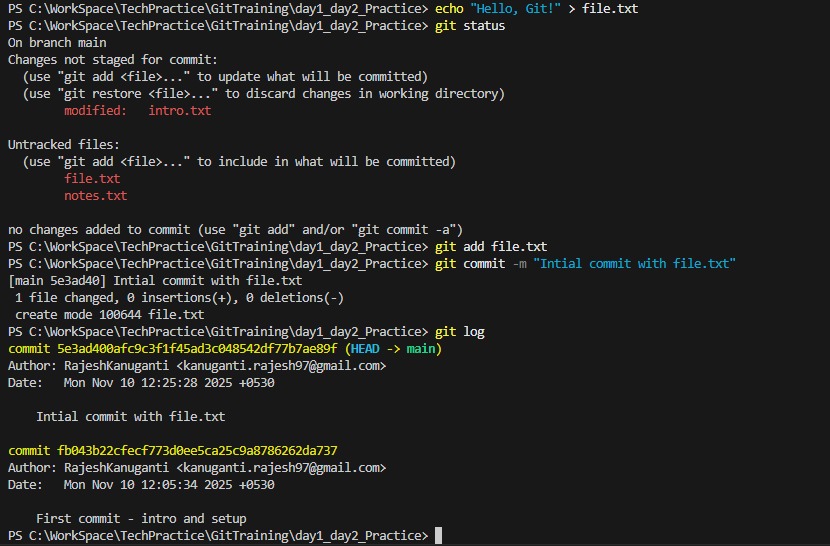 PS C:\WorkSpace\TechPractice\GitTraining\day1_day2_Practice> echo "Hello, Git!" > file.txt
PS C:\WorkSpace\TechPractice\GitTraining\day1_day2_Practice> git status
On branch main
Changes not staged for commit:
  (use "git add <file>..." to update what will be committed)
  (use "git restore <file>..." to discard changes in working directory)
        modified:   intro.txt

Untracked files:
  (use "git add <file>..." to include in what will be committed)
        file.txt
        notes.txt

no changes added to commit (use "git add" and/or "git commit -a")
PS C:\WorkSpace\TechPractice\GitTraining\day1_day2_Practice> git add file.txt
PS C:\WorkSpace\TechPractice\GitTraining\day1_day2_Practice> git commit -m "Intial commit with file.txt"
[main 5e3ad40] Intial commit with file.txt
 1 file changed, 0 insertions(+), 0 deletions(-)
 create mode 100644 file.txt
PS C:\WorkSpace\TechPractice\GitTraining\day1_day2_Practice> git log
commit 5e3ad400afc9c3f1f45ad3c048542df77b7ae89f (HEAD -> main)
Author: RajeshKanuganti <kanuganti.rajesh97@gmail.com>
Date:   Mon Nov 10 12:25:28 2025 +0530

    Intial commit with file.txt

commit fb043b22cfecf773d0ee5ca25c9a8786262da737
Author: RajeshKanuganti <kanuganti.rajesh97@gmail.com>
Date:   Mon Nov 10 12:05:34 2025 +0530

    First commit - intro and setup
PS C:\WorkSpace\TechPractice\GitTraining\day1_day2_Practice>